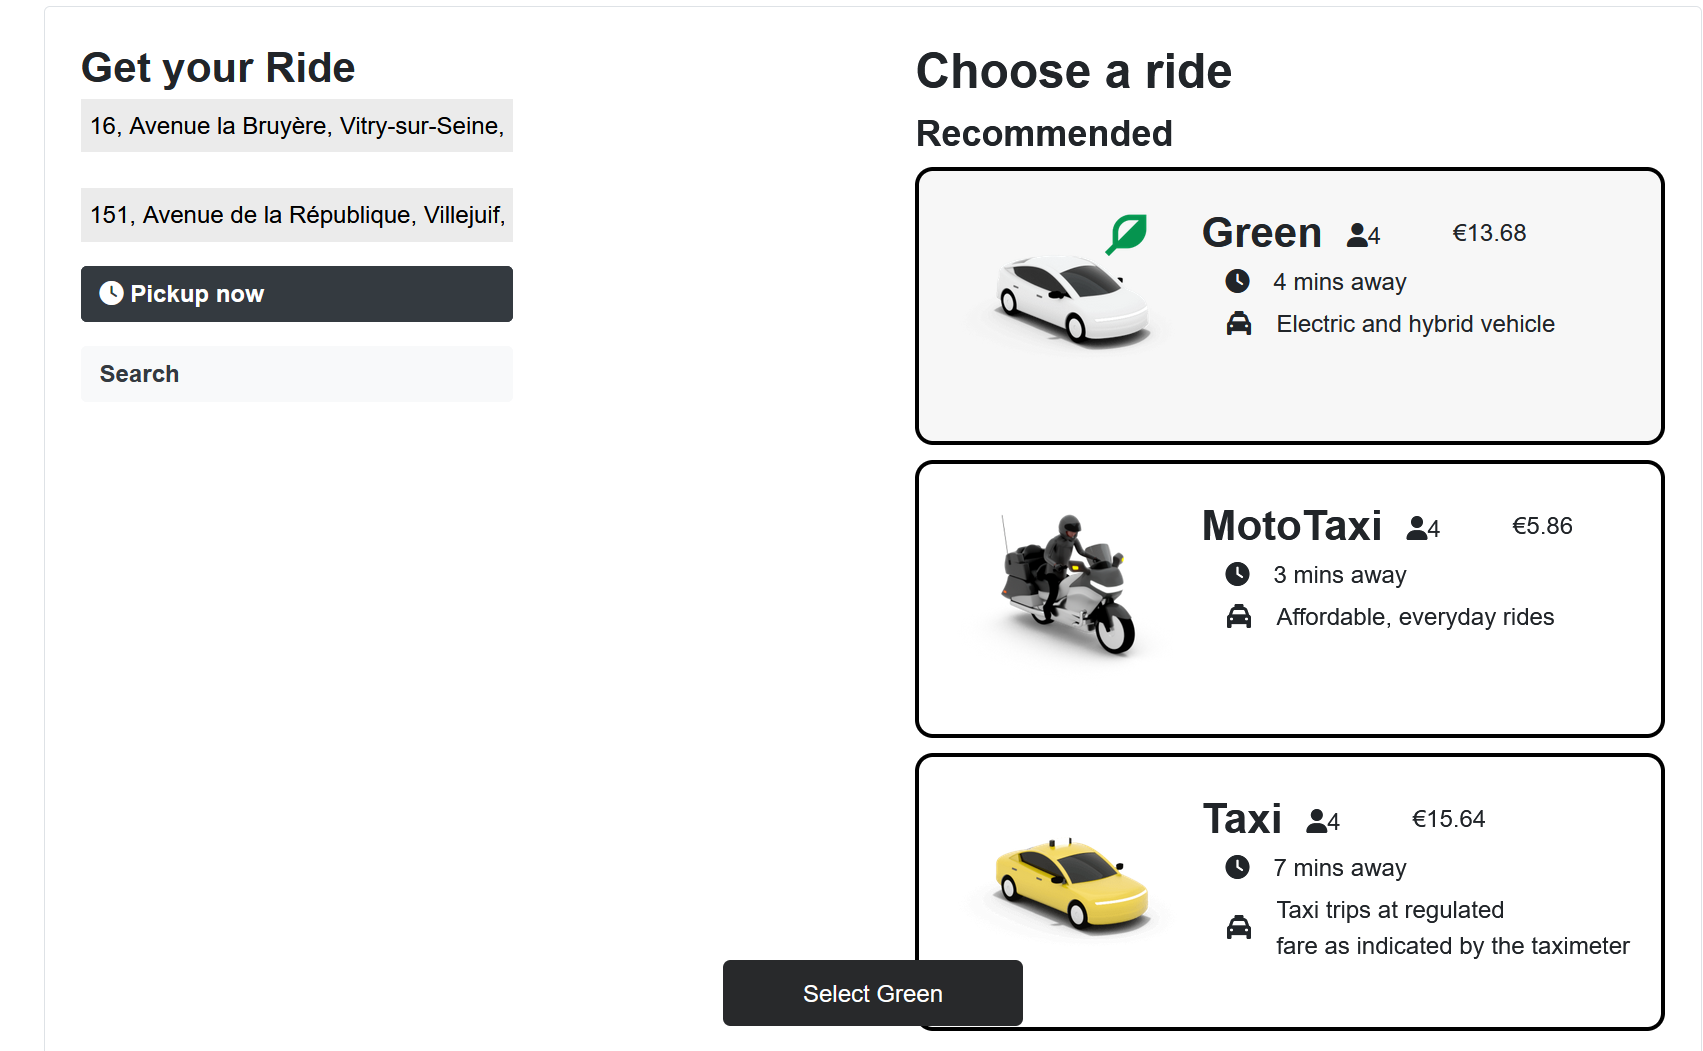 Get your Ride
16, Avenue la Bruyère, Vitry-sur-Seine,
151, Avenue de la République, Villejuif,
Pickup now
Search
Choose a ride
Recommended
Green 4 €13.68
4 mins away
Electric and hybrid vehicle
MotoTaxi 4 €5.86
3 mins away
Affordable, everyday rides
Taxi 4 €15.64
7 mins away
Taxi trips at regulated
fare as indicated by the taximeter
Select Green